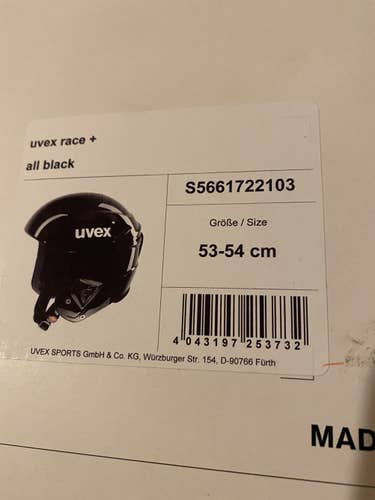 uvex race +
all black
S5661722103
Größe / Size
53-54 cm
uvex
4 043197 253732
UVEX SPORTS GmbH & Co. KG, Würzburger Str. 154, D-90766 Fürth
MAD